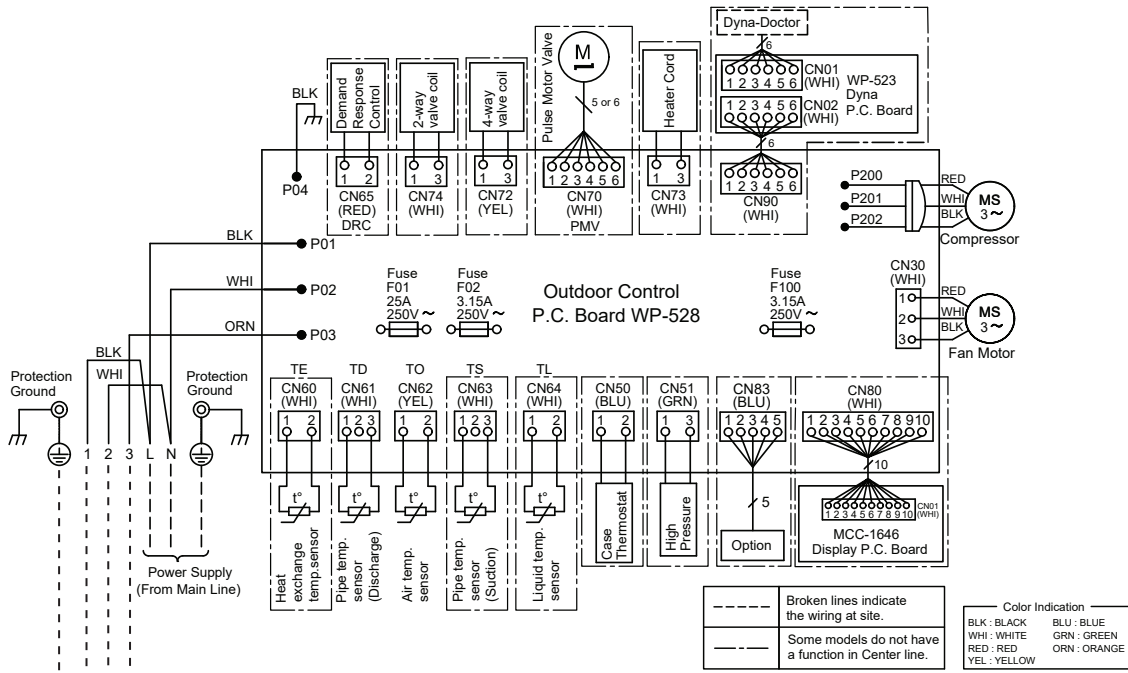 Dyna-Doctor
6
CN01
(WHI)
1 2 3 4 5 6
WP-523
Dyna
P.C. Board
1 2 3 4 5 6
CN02
(WHI)
6
1 2 3 4 5 6
CN90
(WHI)
BLK
P04
Demand
Response
Control
1 2
CN65
(RED)
DRC
2-way
valve coil
1 3
CN74
(WHI)
4-way
valve coil
1 3
CN72
(YEL)
Pulse Motor Valve
M
5 or 6
1 2 3 4 5 6
CN70
(WHI)
PMV
Heater Cord
1 3
CN73
(WHI)
P200
P201
P202
RED
WHI
BLK
MS
3~
Compressor
CN30
(WHI)
1
2
3
RED
WHI
BLK
MS
3~
Fan Motor
BLK
P01
WHI
P02
ORN
P03
Fuse
F01
25A
250V ~
Fuse
F02
3.15A
250V ~
Outdoor Control
P.C. Board WP-528
Fuse
F100
3.15A
250V ~
BLK
WHI
Protection
Ground
Protection
Ground
1 2 3 L N
Power Supply
(From Main Line)
TE
CN60
(WHI)
1 2
t°
Heat
exchange
temp.sensor
TD
CN61
(WHI)
1 2 3
t°
Pipe temp.
sensor
(Discharge)
TO
CN62
(YEL)
1 2
t°
Air temp.
sensor
TS
CN63
(WHI)
1 2 3
t°
Pipe temp.
sensor
(Suction)
TL
CN64
(WHI)
1 2
t°
Liquid temp.
sensor
CN50
(BLU)
1 2
Case
Thermostat
CN51
(GRN)
1 3
High
Pressure
CN83
(BLU)
1 2 3 4 5
5
Option
CN80
(WHI)
1 2 3 4 5 6 7 8 9 10
10
1 2 3 4 5 6 7 8 9 10
CN01
(WHI)
MCC-1646
Display P.C. Board
Broken lines indicate
the wiring at site.
Some models do not have
a function in Center line.
Color Indication
BLK : BLACK BLU : BLUE
WHI : WHITE GRN : GREEN
RED : RED ORN : ORANGE
YEL : YELLOW